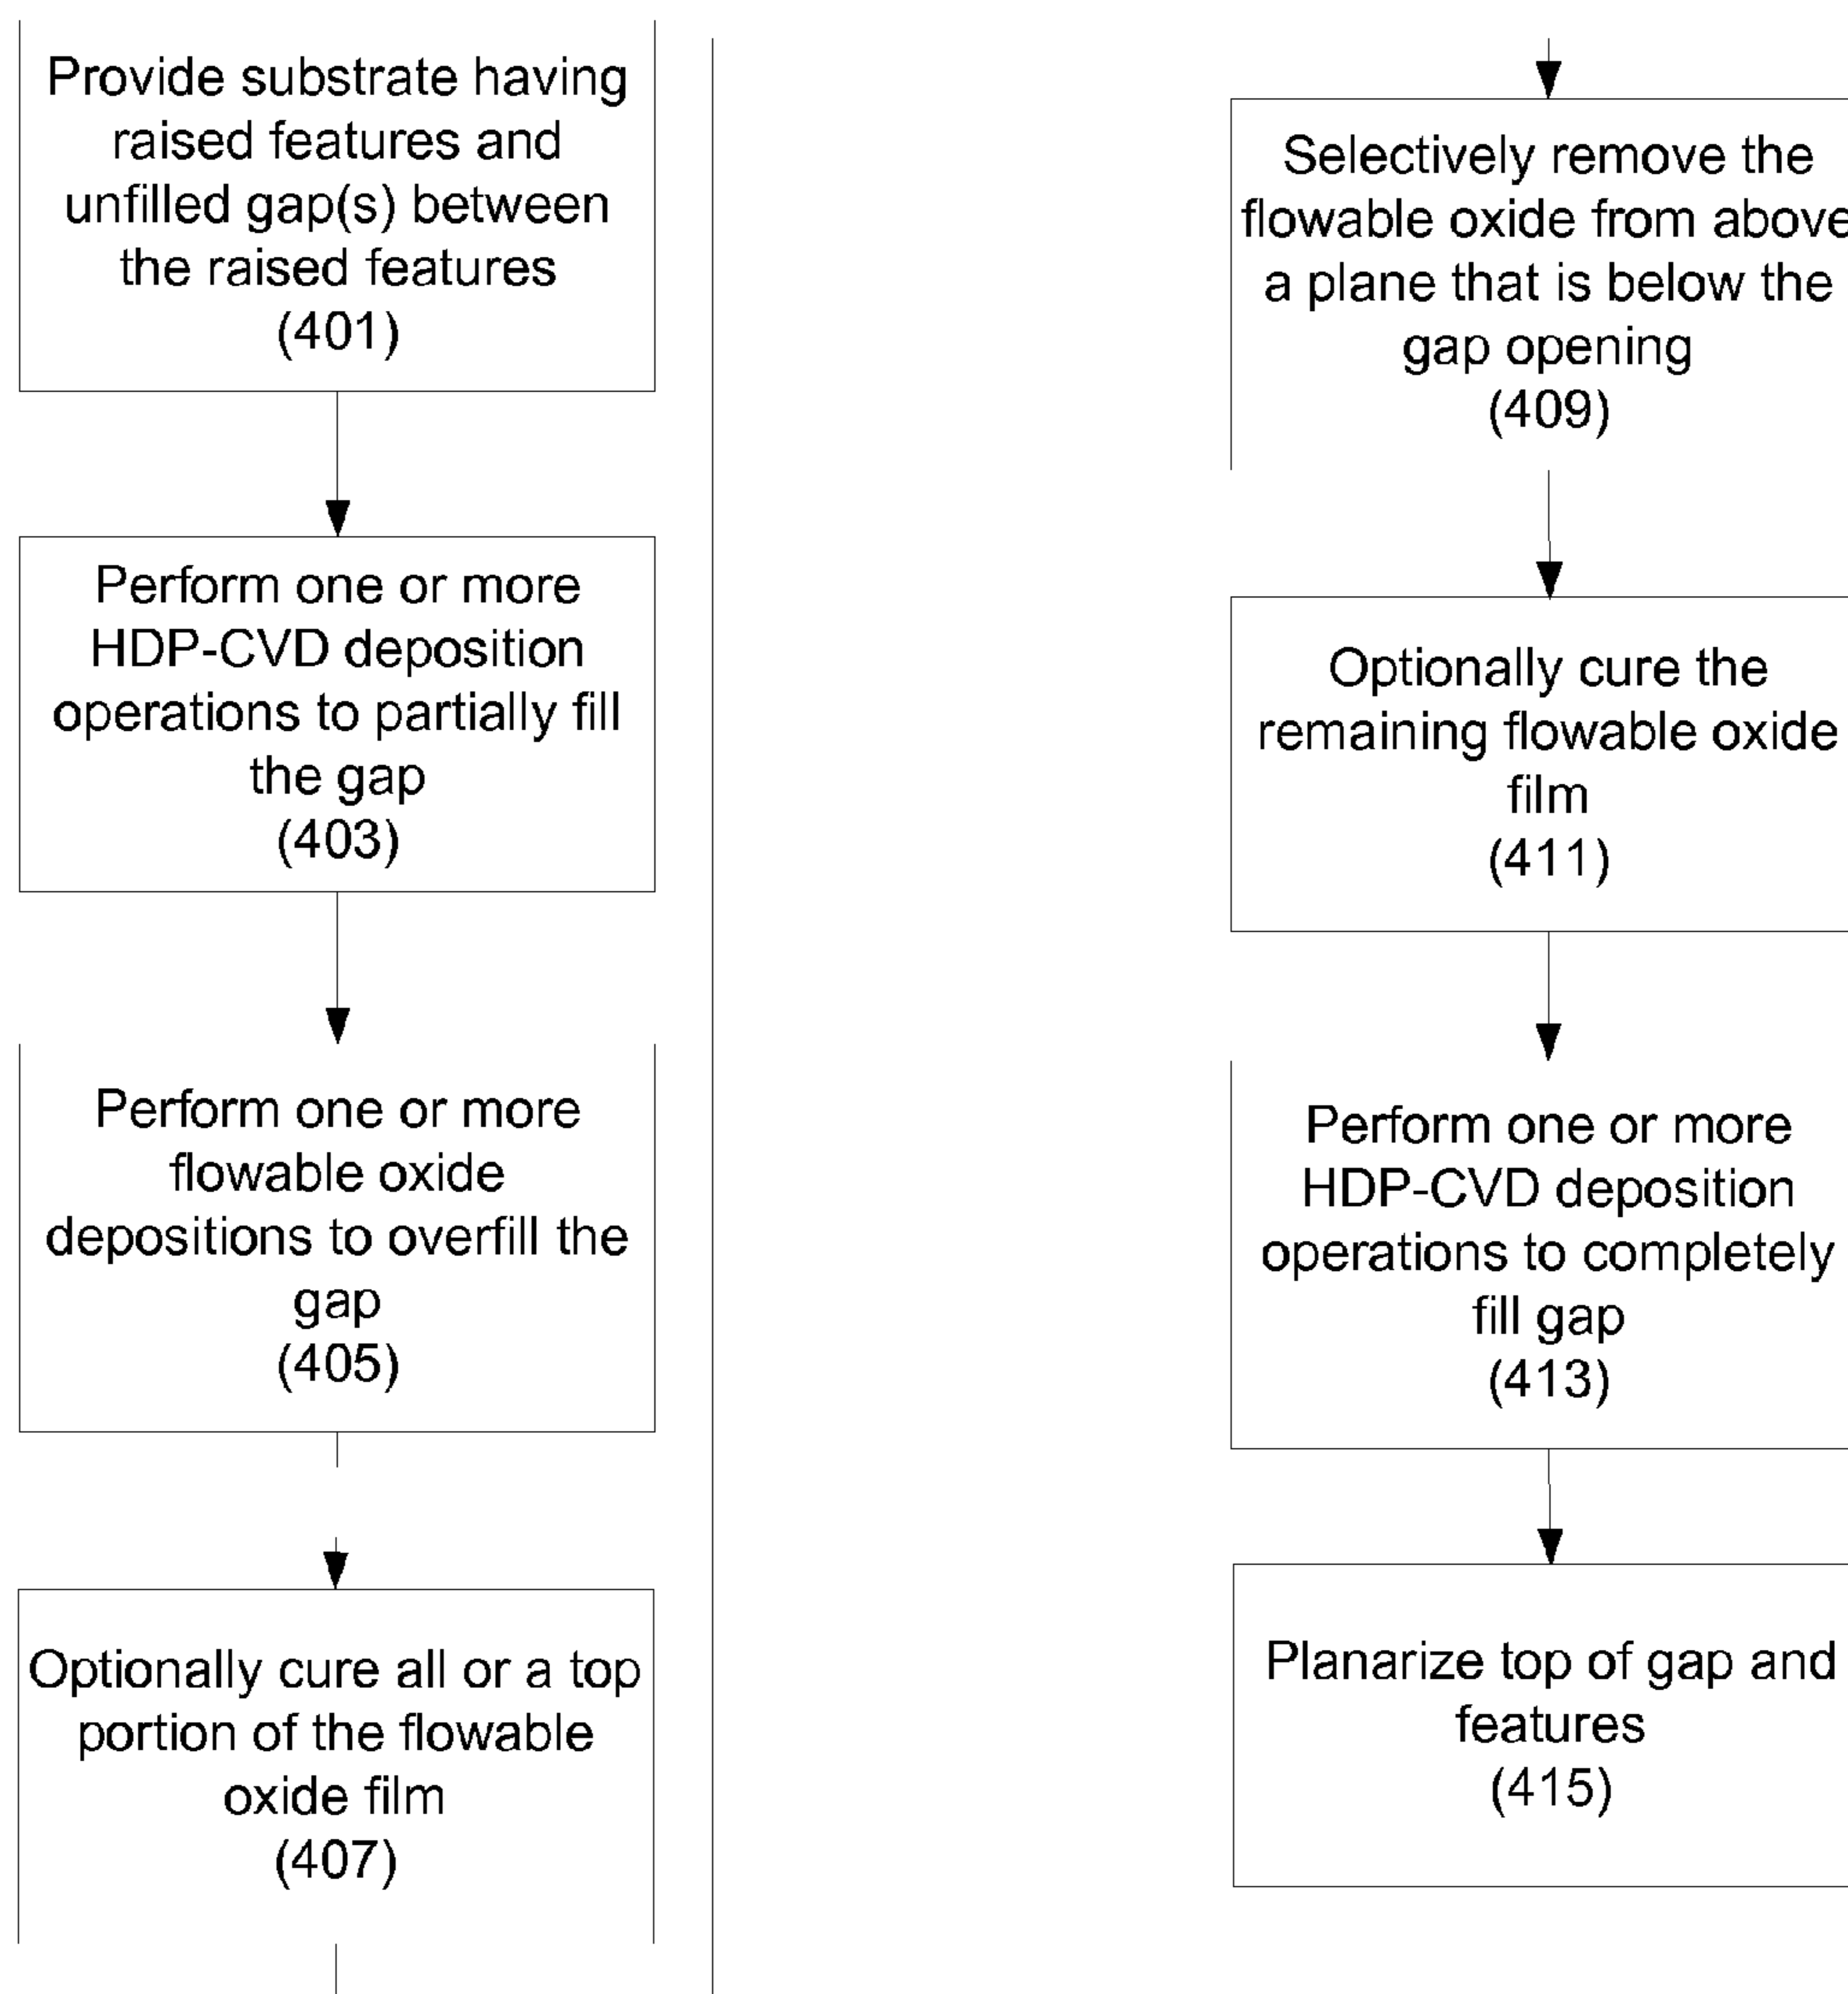 Provide substrate having
raised features and
unfilled gap(s) between
the raised features
(401)
Perform one or more
HDP-CVD deposition
operations to partially fill
the gap
(403)
Perform one or more
flowable oxide
depositions to overfill the
gap
(405)
Optionally cure all or a top
portion of the flowable
oxide film
(407)
Selectively remove the
flowable oxide from above
a plane that is below the
gap opening
(409)
Optionally cure the
remaining flowable oxide
film
(411)
Perform one or more
HDP-CVD deposition
operations to completely
fill gap
(413)
Planarize top of gap and
features
(415)